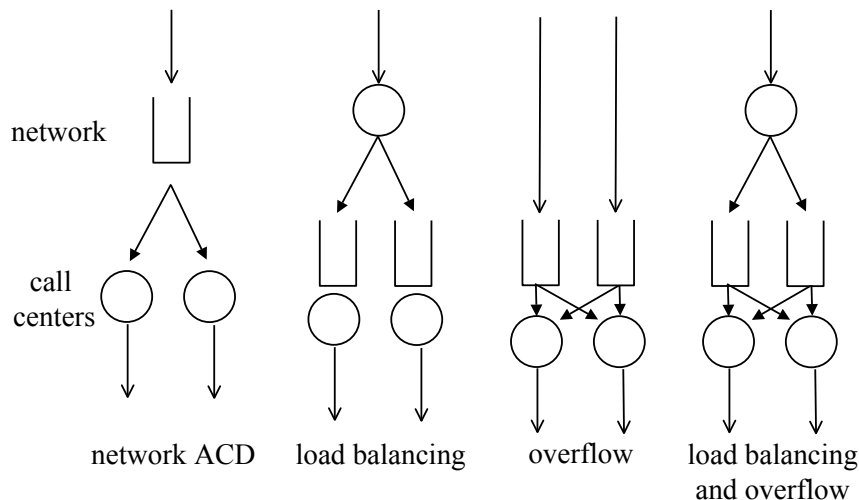 network
call
centers
network ACD
load balancing
overflow
load balancing
and overflow